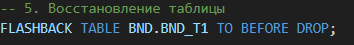 -- 5. Восстановление таблицы
FLASHBACK TABLE BND.BND_T1 TO BEFORE DROP;